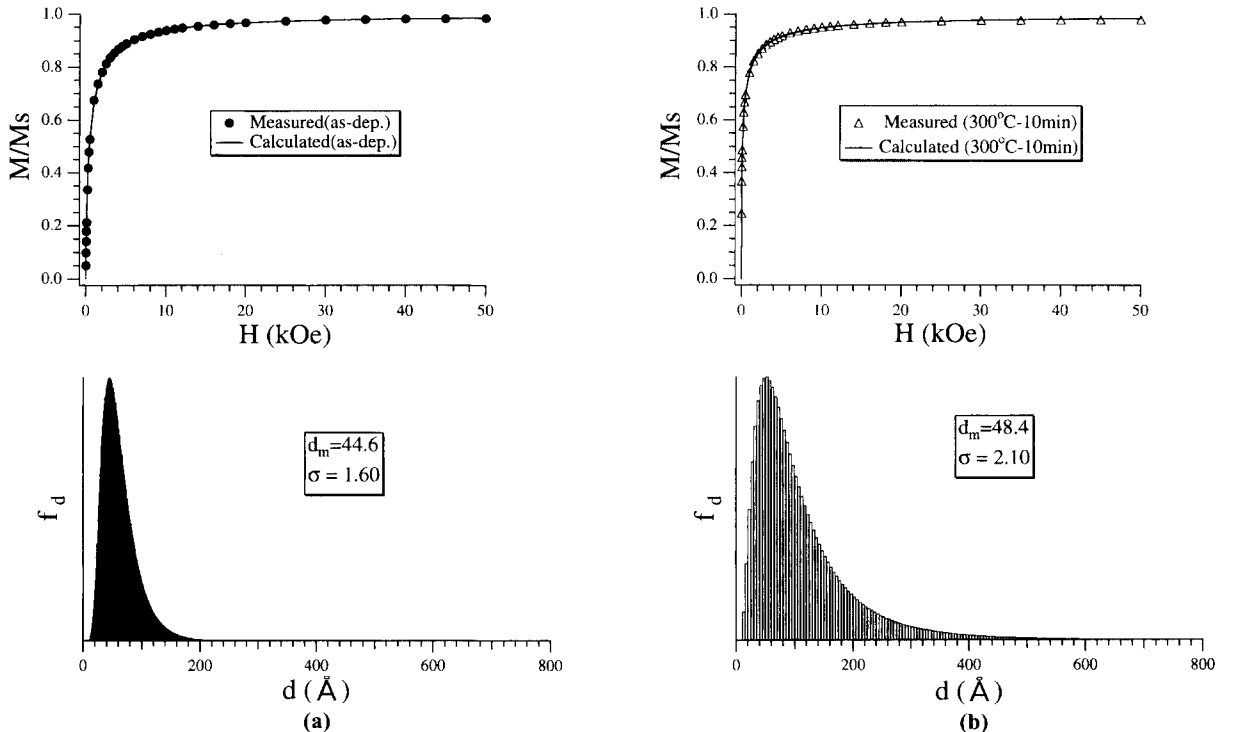 1.0
0.8
0.6
0.4
0.2
0.0
M/Ms
Measured(as-dep.)
Calculated(as-dep.)
0 10 20 30 40 50
H (kOe)
1.0
0.8
0.6
0.4
0.2
0.0
M/Ms
Measured (300°C-10min)
Calculated (300°C-10min)
0 10 20 30 40 50
H (kOe)
f_d
d_m=44.6
σ = 1.60
0 200 400 600 800
d (Å)
(a)
f_d
d_m=48.4
σ = 2.10
0 200 400 600 800
d (Å)
(b)